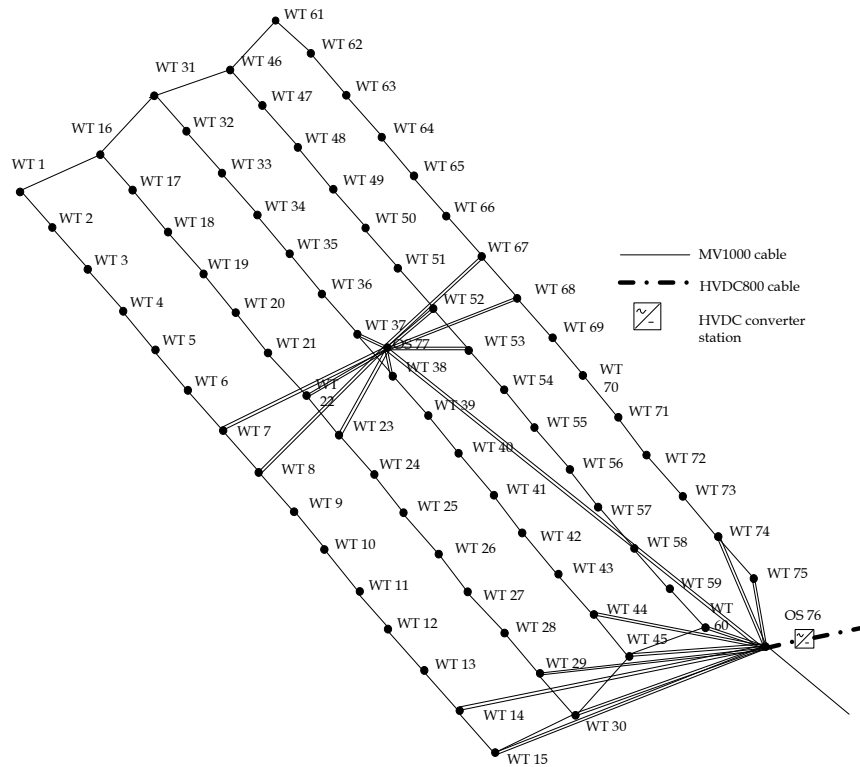 WT 61
WT 62
WT 46
WT 31
WT 63
WT 47
WT 16
WT 32
WT 64
WT 48
WT 1
WT 33
WT 65
WT 17
WT 49
WT 34
WT 66
WT 2
WT 18
WT 50
WT 35
WT 67
WT 3
WT 19
WT 51
MV1000 cable
WT 36
WT 68
HVDC800 cable
WT 4
WT 20
WT 52
HVDC converter
station
~
–
WT 37
WT 69
WT 5
WT 21
OS 77
WT 53
WT 38
WT
70
WT 6
WT
22
WT 54
WT 39
WT 71
WT 7
WT 23
WT 55
WT 40
WT 72
WT 8
WT 24
WT 56
WT 41
WT 73
WT 9
WT 25
WT 57
WT 42
WT 74
WT 10
WT 26
WT 58
WT 43
WT 75
WT 11
WT 27
WT 59
WT 44
WT
60
OS 76
~
–
WT 12
WT 28
WT 45
WT 13
WT 29
WT 14
WT 30
WT 15